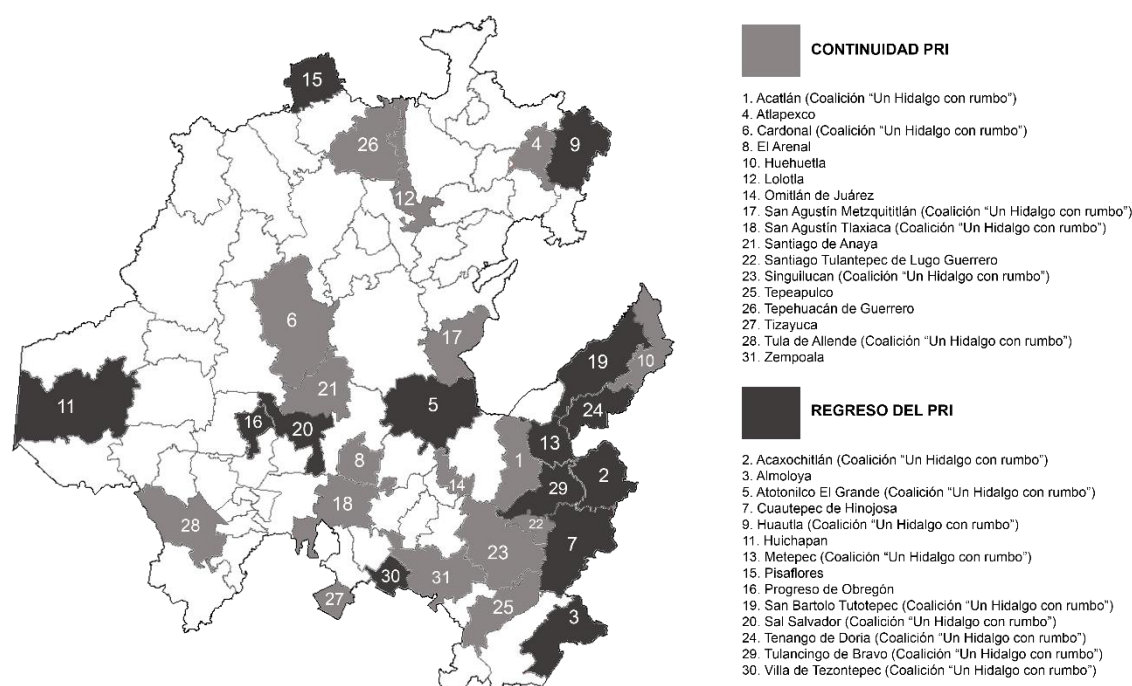 15
26
4
9
12
6
17
19
10
11
21
5
24
16
20
13
8
1
2
14
29
18
28
22
23
7
30
31
27
25
3
CONTINUIDAD PRI
1. Acatlán (Coalición “Un Hidalgo con rumbo”)
4. Atlapexco
6. Cardonal (Coalición “Un Hidalgo con rumbo”)
8. El Arenal
10. Huehuetla
12. Lolotla
14. Omitlán de Juárez
17. San Agustín Metzquititlán (Coalición “Un Hidalgo con rumbo”)
18. San Agustín Tlaxiaca (Coalición “Un Hidalgo con rumbo”)
21. Santiago de Anaya
22. Santiago Tulantepec de Lugo Guerrero
23. Singuilucan (Coalición “Un Hidalgo con rumbo”)
25. Tepeapulco
26. Tepehuacán de Guerrero
27. Tizayuca
28. Tula de Allende (Coalición “Un Hidalgo con rumbo”)
31. Zempoala
REGRESO DEL PRI
2. Acaxochitlán (Coalición “Un Hidalgo con rumbo”)
3. Almoloya
5. Atotonilco El Grande (Coalición “Un Hidalgo con rumbo”)
7. Cuautepec de Hinojosa
9. Huautla (Coalición “Un Hidalgo con rumbo”)
11. Huichapan
13. Metepec (Coalición “Un Hidalgo con rumbo”)
15. Pisaflores
16. Progreso de Obregón
19. San Bartolo Tutotepec (Coalición “Un Hidalgo con rumbo”)
20. Sal Salvador (Coalición “Un Hidalgo con rumbo”)
24. Tenango de Doria (Coalición “Un Hidalgo con rumbo”)
29. Tulancingo de Bravo (Coalición “Un Hidalgo con rumbo”)
30. Villa de Tezontepec (Coalición “Un Hidalgo con rumbo”)